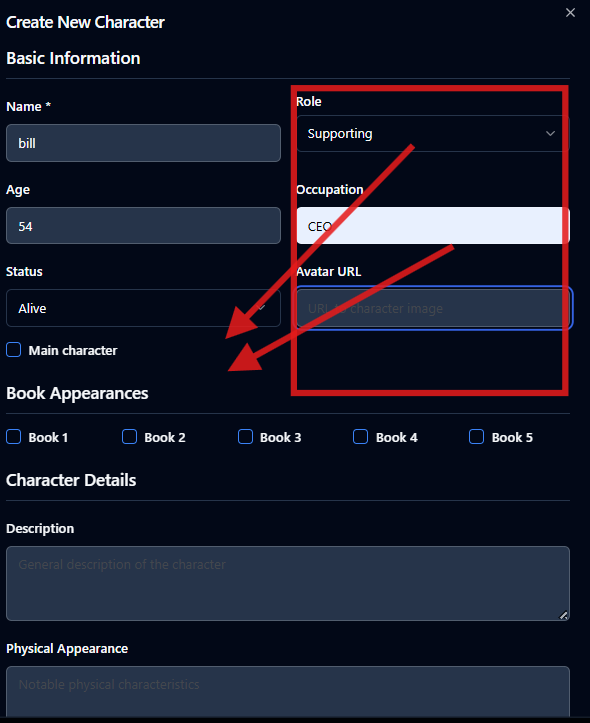 Create New Character
Basic Information
Name *
Role
bill
Supporting
Age
Occupation
54
CEO
Status
Avatar URL
Alive
URL to character image
Main character
Book Appearances
Book 1
Book 2
Book 3
Book 4
Book 5
Character Details
Description
General description of the character
Physical Appearance
Notable physical characteristics